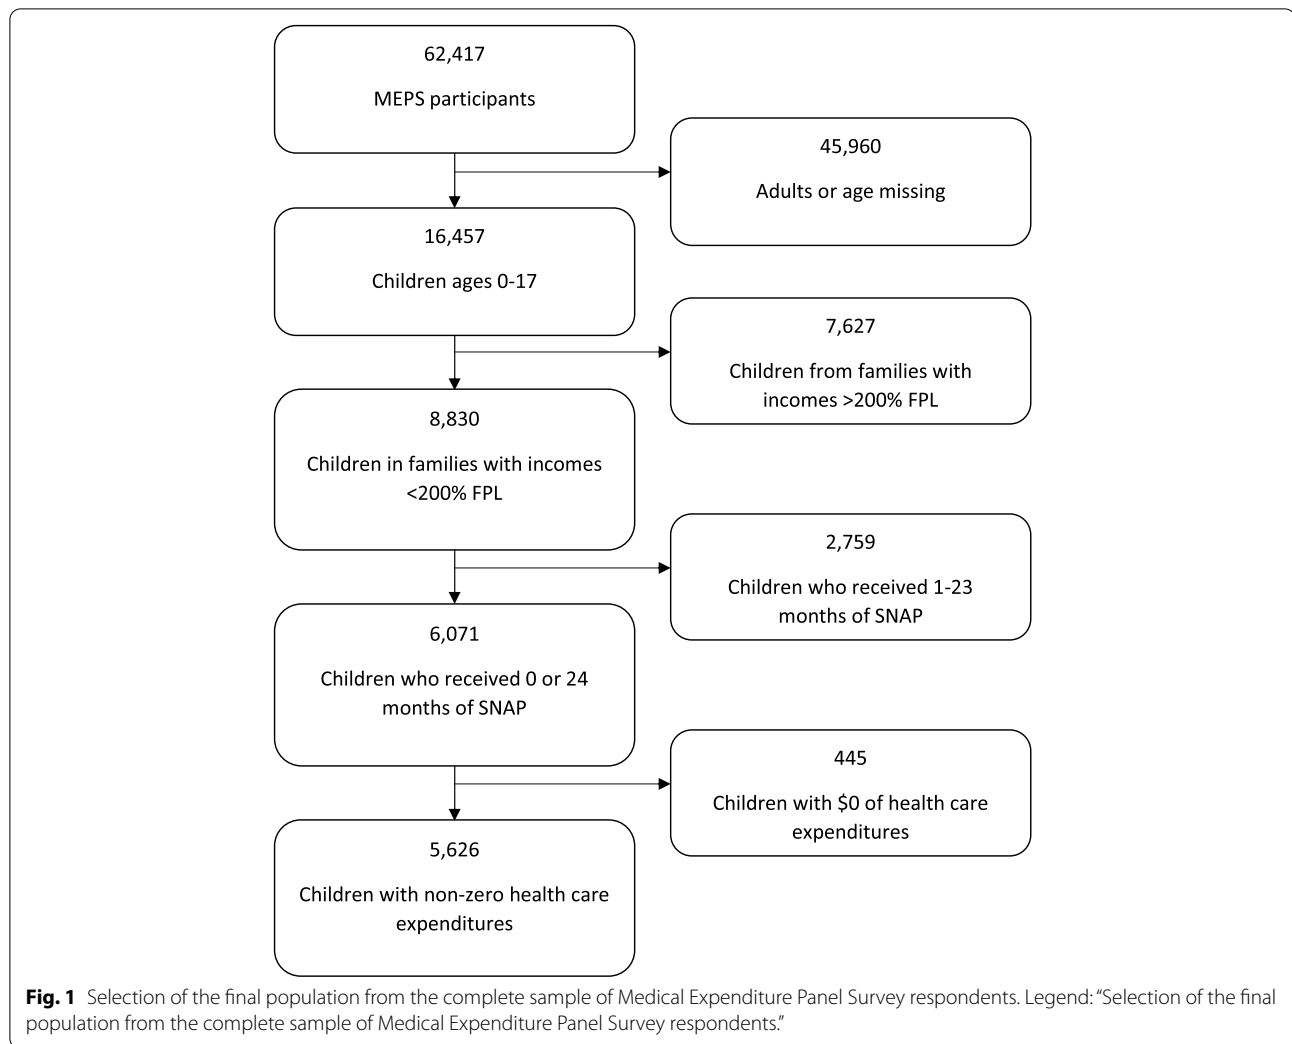 62,417
MEPS participants
45,960
Adults or age missing
16,457
Children ages 0-17
7,627
Children from families with
incomes >200% FPL
8,830
Children in families with incomes
<200% FPL
2,759
Children who received 1-23
months of SNAP
6,071
Children who received 0 or 24
months of SNAP
445
Children with $0 of health care
expenditures
5,626
Children with non-zero health care
expenditures
Fig. 1 Selection of the final population from the complete sample of Medical Expenditure Panel Survey respondents. Legend: “Selection of the final
population from the complete sample of Medical Expenditure Panel Survey respondents.”